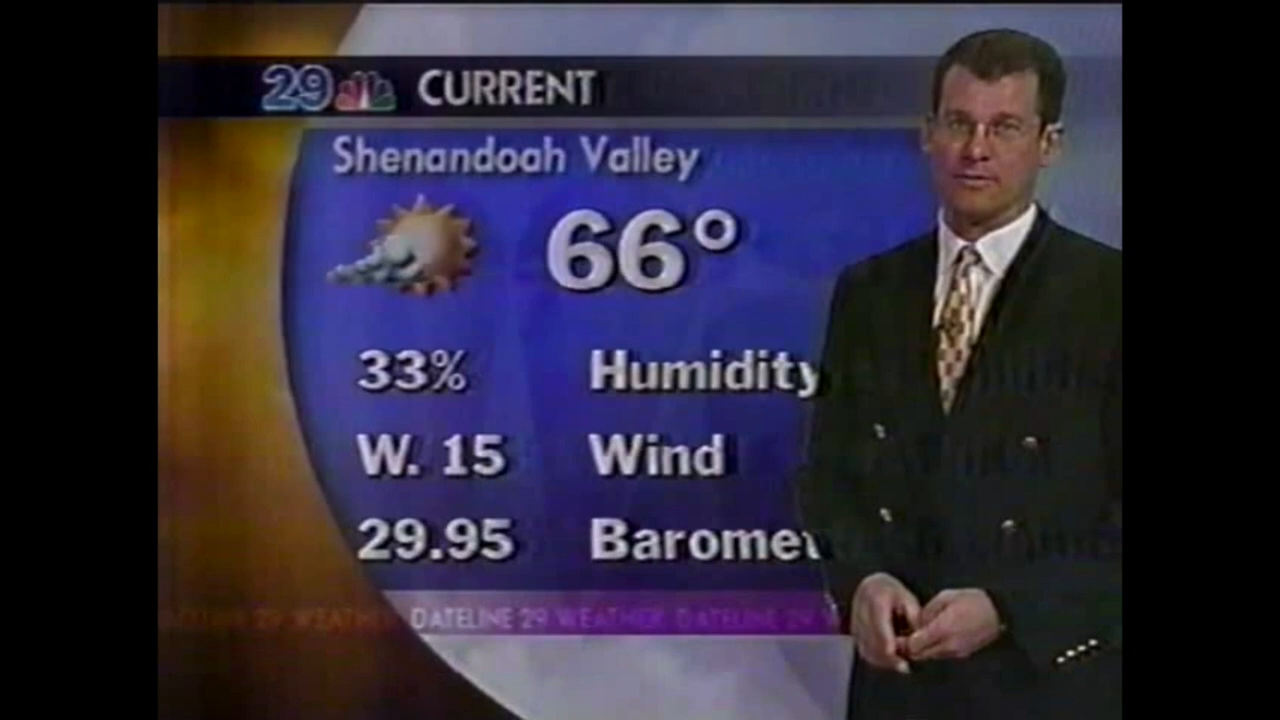 29 CURRENT
Shenandoah Valley
66°
33% Humidity
W. 15 Wind
29.95 Baromet
DATELINE 29 WEATHER DATELINE 29 WEATHER DATELINE 29 W